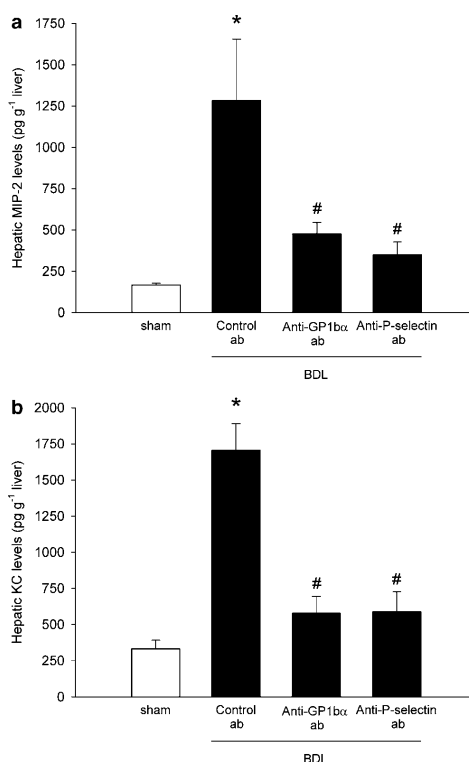 a
Hepatic MIP-2 levels (pg g⁻¹ liver)
1750
1500
1250
1000
750
500
250
0
*
#
#
sham
Control ab
Anti-GP1bα ab
Anti-P-selectin ab
BDL
b
Hepatic KC levels (pg g⁻¹ liver)
2000
1750
1500
1250
1000
750
500
250
0
*
#
#
sham
Control ab
Anti-GP1bα ab
Anti-P-selectin ab
BDL